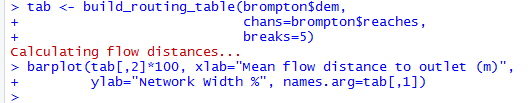 > tab <- build_routing_table(brompton$dem,
+ chans=brompton$reaches,
+ breaks=5)
Calculating flow distances...
> barplot(tab[,2]*100, xlab="Mean flow distance to outlet (m)",
+ ylab="Network Width %", names.arg=tab[,1])
>